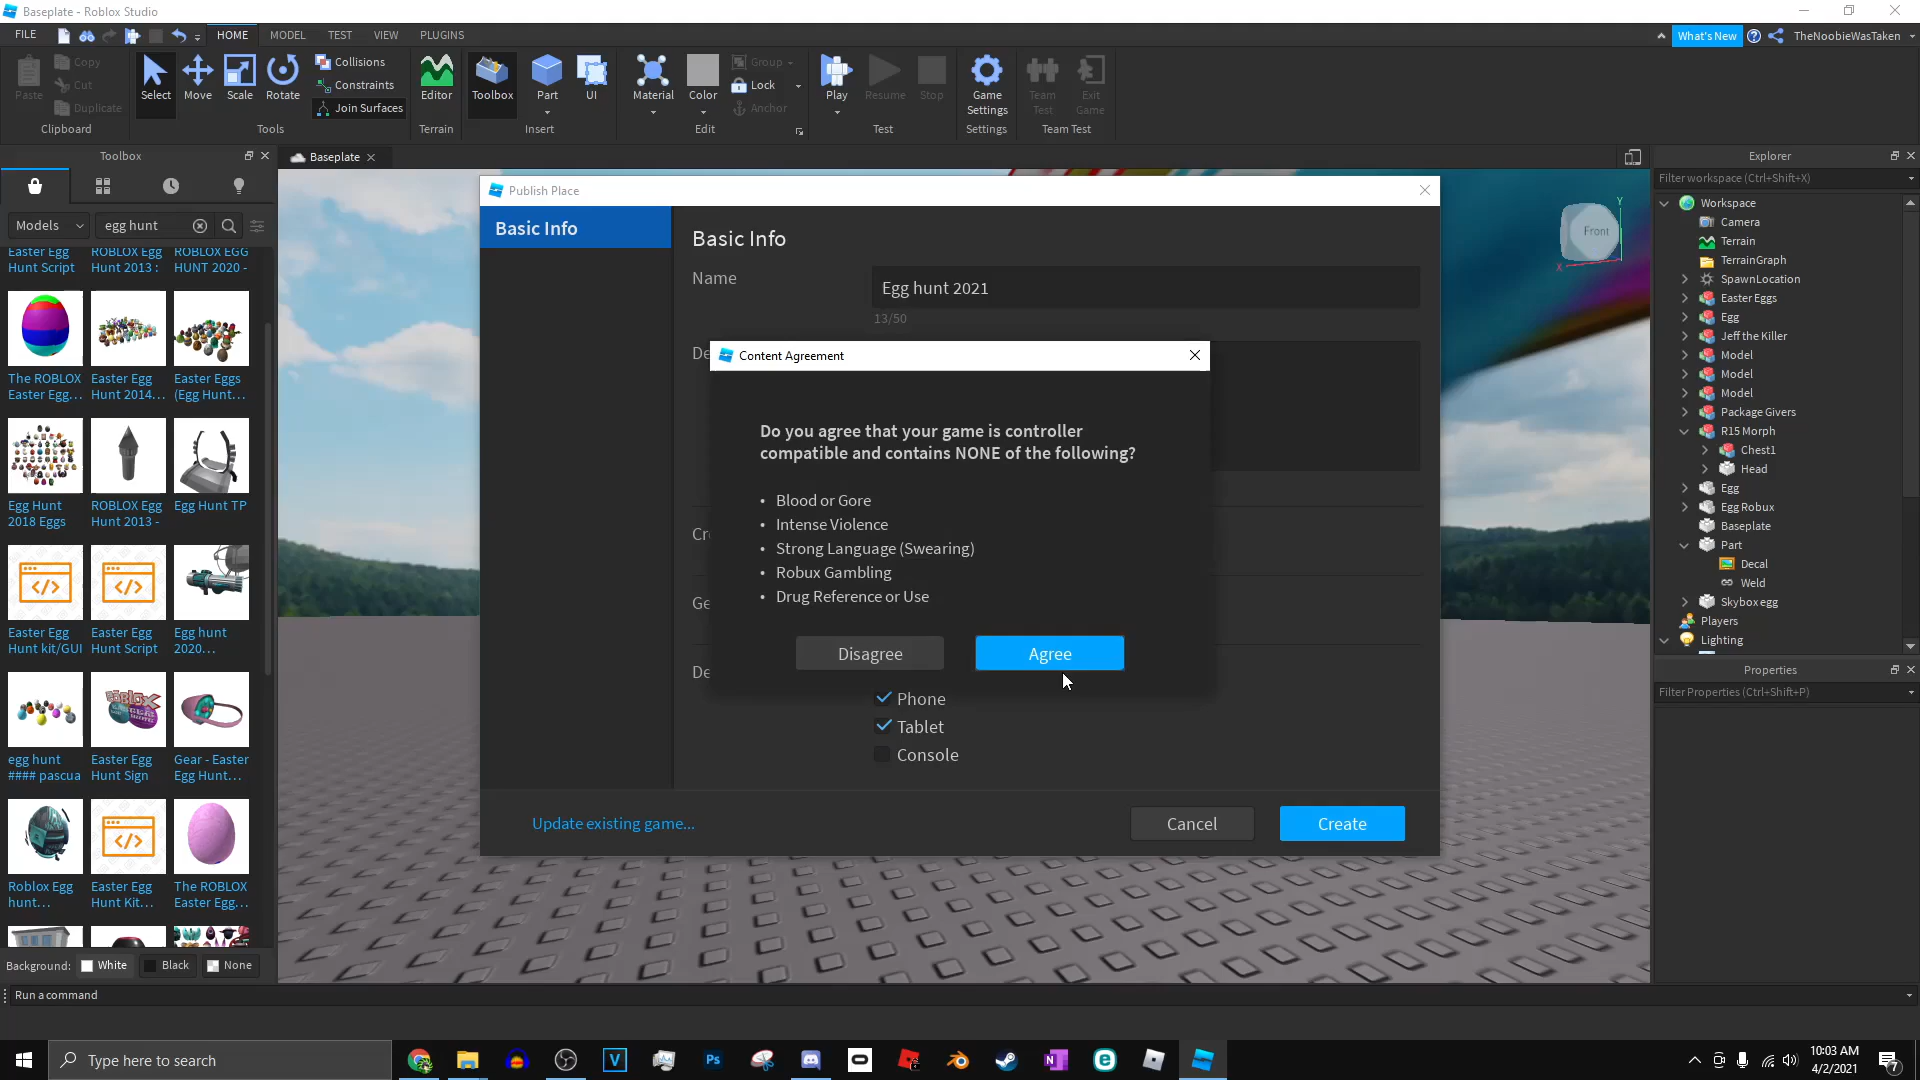 Baseplate - Roblox Studio
FILE
HOME
MODEL
TEST
VIEW
PLUGINS
What's New
TheNoobieWasTaken
Paste
Copy
Cut
Duplicate
Clipboard
Select
Move
Scale
Rotate
Collisions
Constraints
Join Surfaces
Tools
Editor
Terrain
Toolbox
Part
UI
Insert
Material
Color
Group
Lock
Anchor
Edit
Play
Resume
Stop
Test
Game
Settings
Settings
Team
Test
Exit
Game
Team Test
Toolbox
Models
egg hunt
Easter Egg
Hunt Script
ROBLOX Egg
Hunt 2013 :
ROBLOX EGG
HUNT 2020 -
The ROBLOX
Easter Egg...
Easter Egg
Hunt 2014...
Easter Eggs
(Egg Hunt...
Egg Hunt
2018 Eggs
ROBLOX Egg
Hunt 2013 -
Egg Hunt TP
Easter Egg
Hunt kit/GUI
Easter Egg
Hunt Script
Egg hunt
2020...
egg hunt
#### pascua
Easter Egg
Hunt Sign
Gear - Easter
Egg Hunt...
Roblox Egg
hunt...
Easter Egg
Hunt Kit...
The ROBLOX
Easter Egg...
Background:
White
Black
None
Run a command
Baseplate
Front
Y
X
Publish Place
Basic Info
Basic Info
Name
Egg hunt 2021
13/50
De
Cr
Ge
De
Content Agreement
Do you agree that your game is controller
compatible and contains NONE of the following?
• Blood or Gore
• Intense Violence
• Strong Language (Swearing)
• Robux Gambling
• Drug Reference or Use
Disagree
Agree
Phone
Tablet
Console
Update existing game...
Cancel
Create
Explorer
Filter workspace (Ctrl+Shift+X)
Workspace
Camera
Terrain
TerrainGraph
SpawnLocation
Easter Eggs
Egg
Jeff the Killer
Model
Model
Model
Package Givers
R15 Morph
Chest1
Head
Egg
Egg Robux
Baseplate
Part
Decal
Weld
Skybox egg
Players
Lighting
Properties
Filter Properties (Ctrl+Shift+P)
Type here to search
10:03 AM
4/2/2021
7